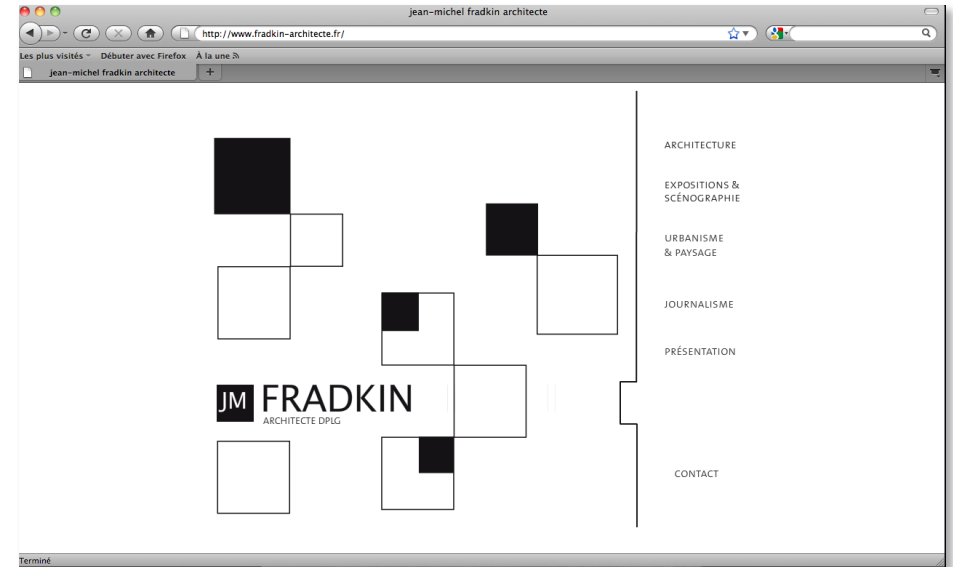 jean-michel fradkin architecte
http://www.fradkin-architecte.fr/
Les plus visités Débuter avec Firefox À la une
jean-michel fradkin architecte +
ARCHITECTURE
EXPOSITIONS &
SCÉNOGRAPHIE
URBANISME
& PAYSAGE
JOURNALISME
PRÉSENTATION
JM FRADKIN
ARCHITECTE DPLG
CONTACT
Terminé